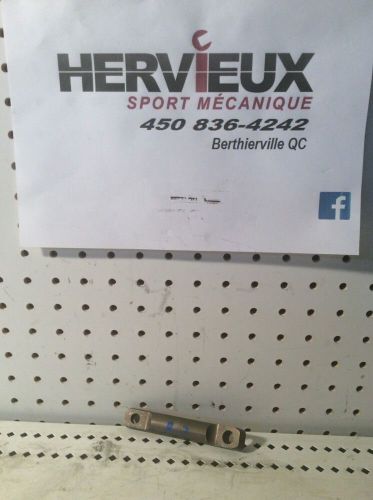 HERVIEUX
SPORT MÉCANIQUE
450 836-4242
Berthierville QC
f